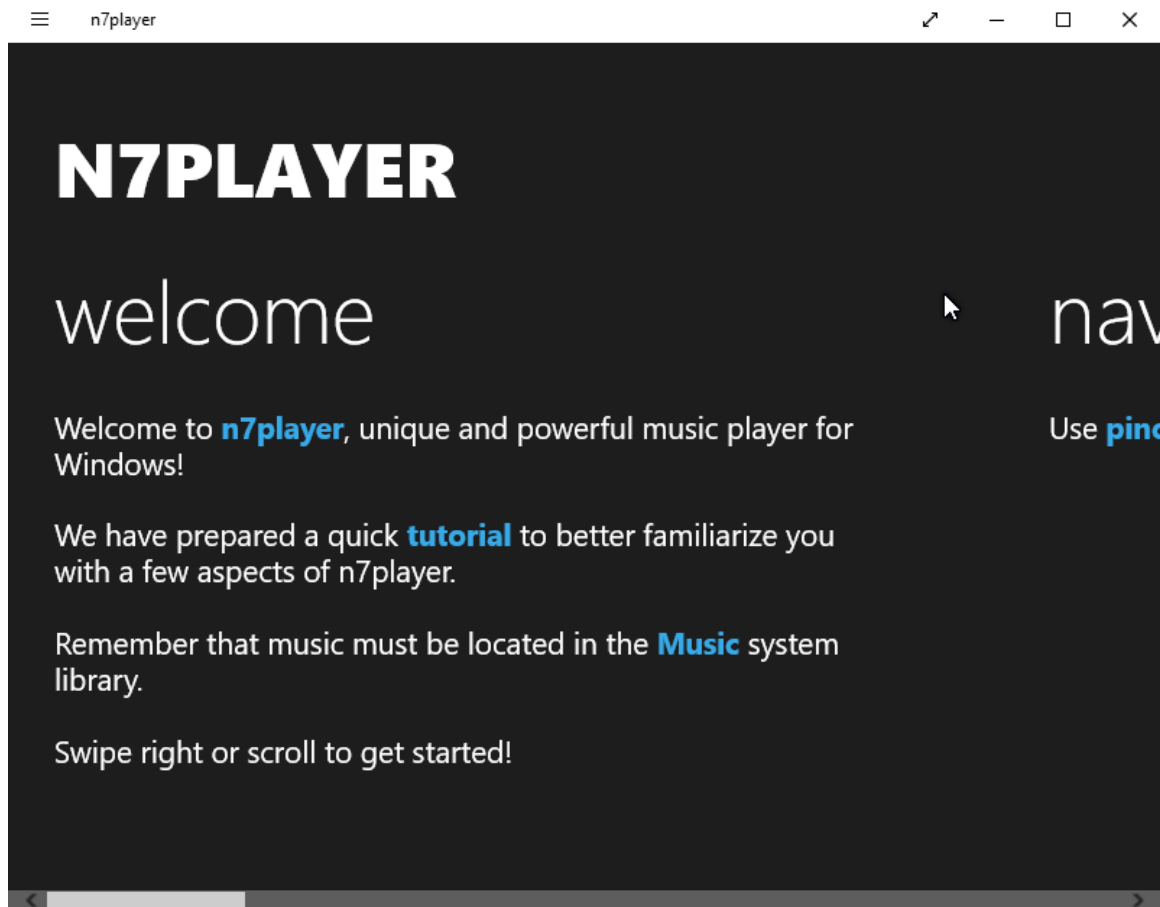 n7player
N7PLAYER
welcome
Welcome to n7player, unique and powerful music player for
Windows!
We have prepared a quick tutorial to better familiarize you
with a few aspects of n7player.
Remember that music must be located in the Music system
library.
Swipe right or scroll to get started!
Use